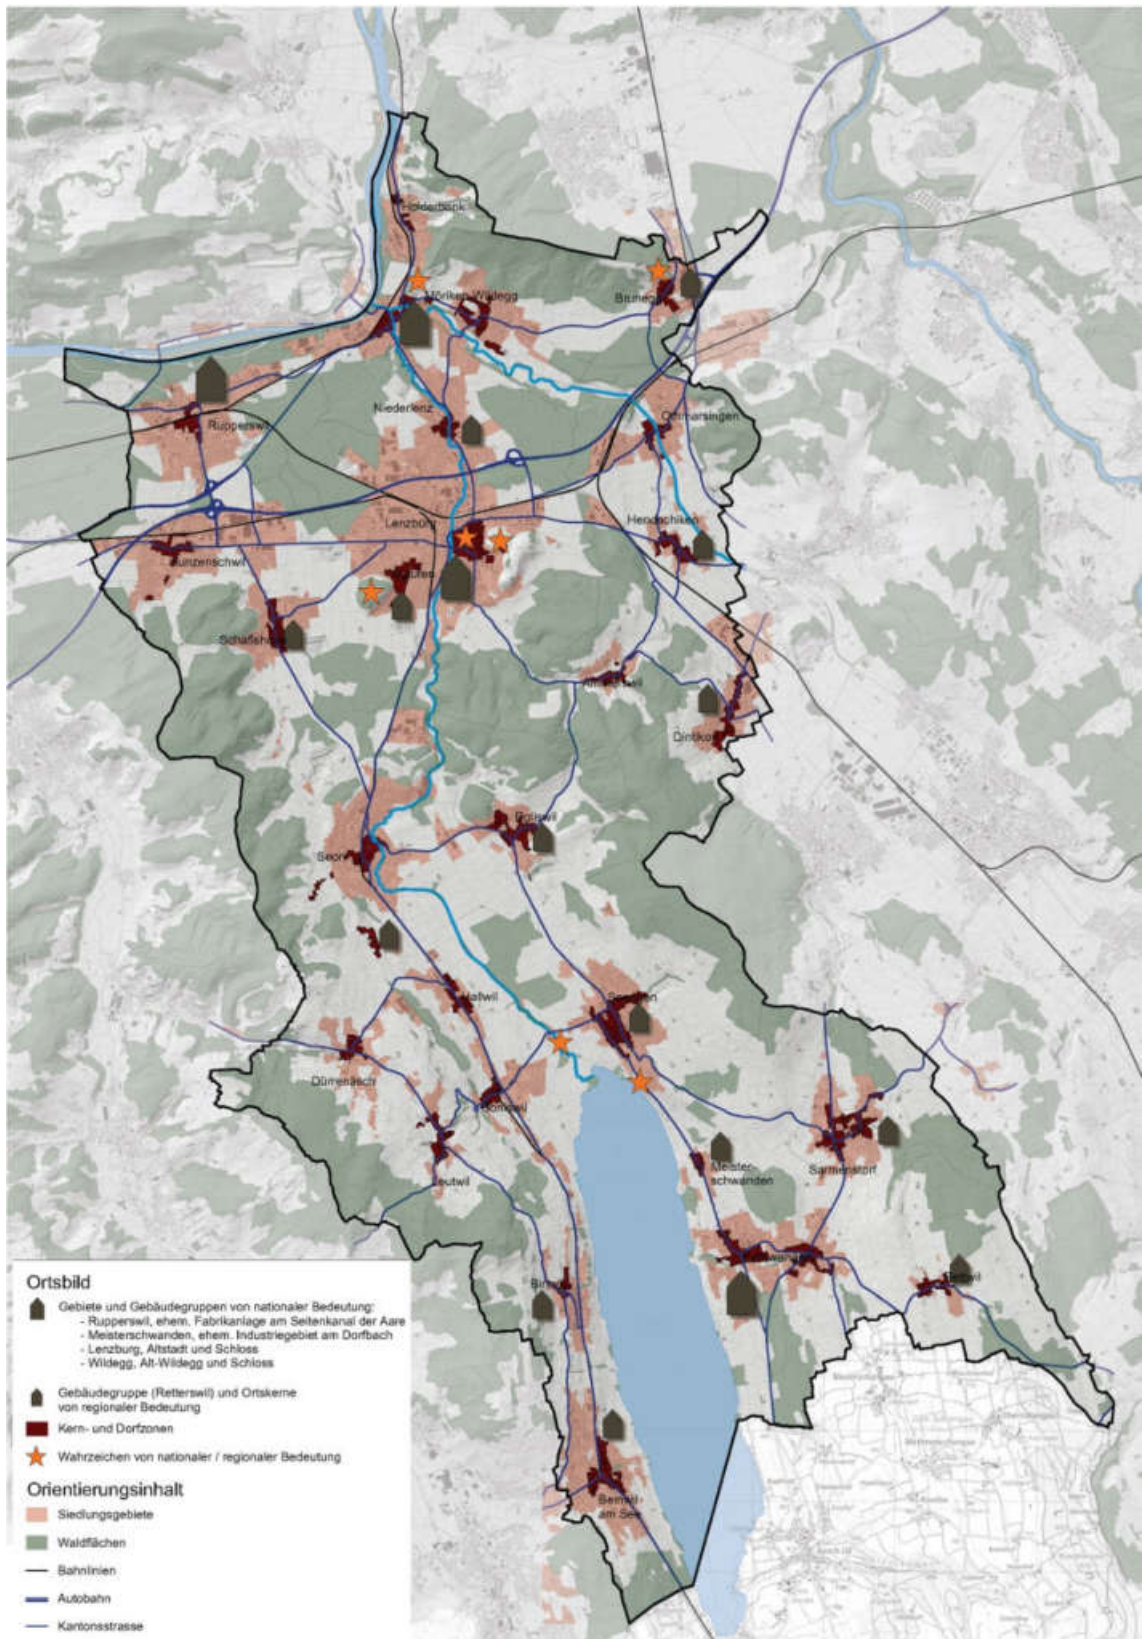 Holderbank
Möriken-Wildegg
Brunegg
Niederlenz
Rupperswil
Othmarsingen
Lenzburg
Hendschiken
Hunzenschwil
Staufen
Schafisheim
Dintikon
Seon
Hallwil
Seengen
Dürrenäsch
Boniswil
Leutwil
Meister-
schwanden
Sarmenstorf
Birrwil
Bettwil
Beinwil
am See
Ortsbild
Gebiete und Gebäudegruppen von nationaler Bedeutung:
- Rupperswil, ehem. Fabrikanlage am Seitenkanal der Aare
- Meisterschwanden, ehem. Industriegebiet am Dorfbach
- Lenzburg, Altstadt und Schloss
- Wildegg, Alt-Wildegg und Schloss
Gebäudegruppe (Retterswil) und Ortskerne
von regionaler Bedeutung
Kern- und Dorfzonen
Wahrzeichen von nationaler / regionaler Bedeutung
Orientierungsinhalt
Siedlungsgebiete
Waldflächen
Bahnlinien
Autobahn
Kantonsstrasse